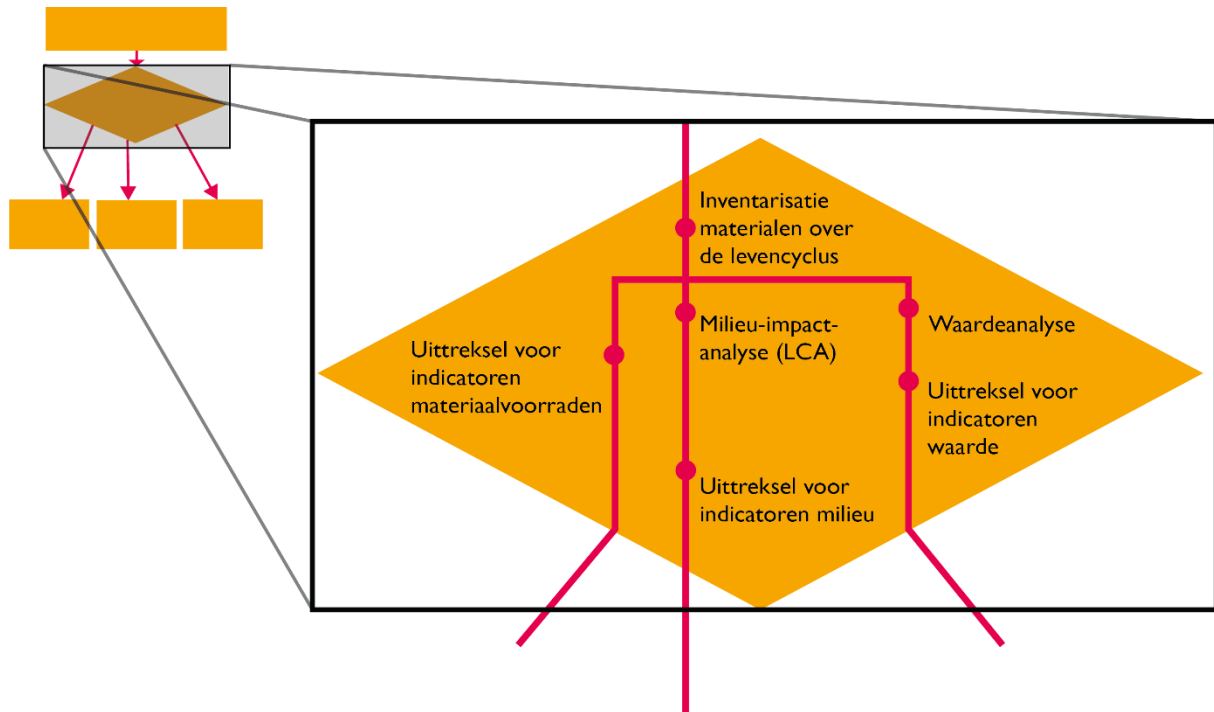 Inventarisatie
materialen over
de levencyclus
Milieu-impact-
analyse (LCA)
Waardeanalyse
Uittreksel voor
indicatoren
materiaalvoorraden
Uittreksel voor
indicatoren
waarde
Uittreksel voor
indicatoren milieu